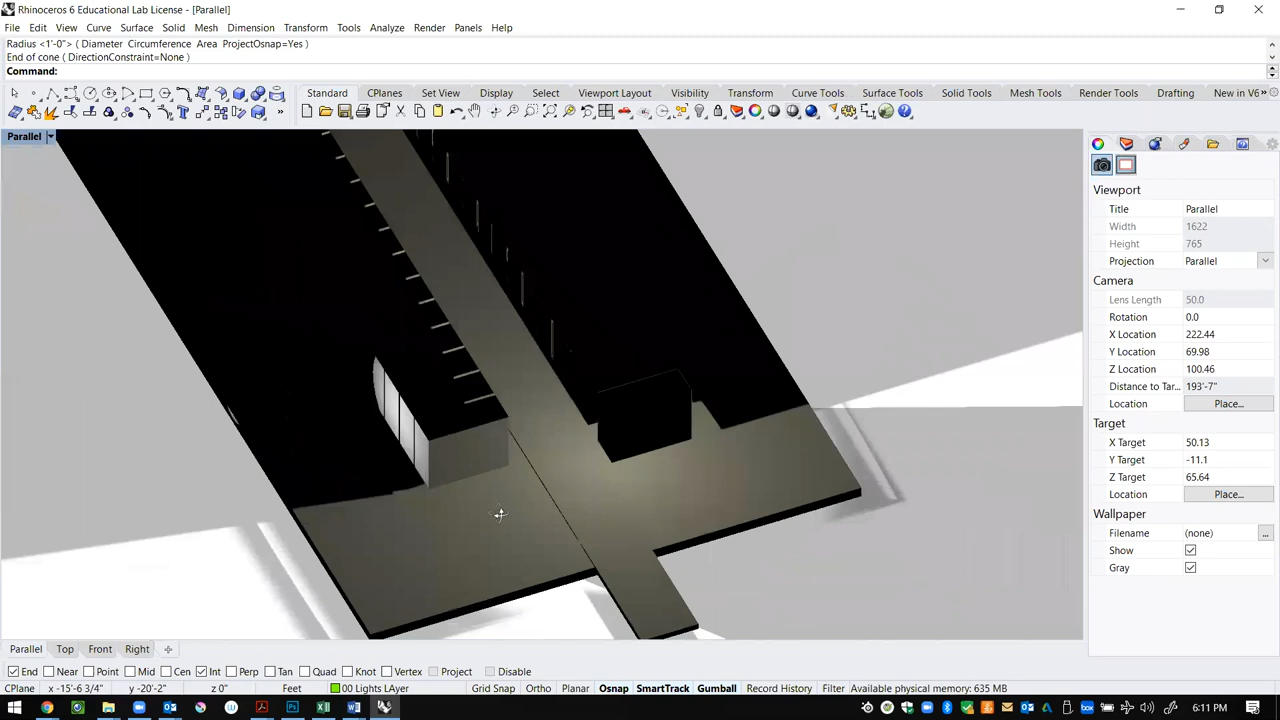 Rhinoceros 6 Educational Lab License - [Parallel]
File Edit View Curve Surface Solid Mesh Dimension Transform Tools Analyze Render Panels Help
Radius <1'-0"> ( Diameter Circumference Area ProjectOsnap=Yes )
End of cone ( DirectionConstraint=None )
Command:
Standard CPlanes Set View Display Select Viewport Layout Visibility Transform Curve Tools Surface Tools Solid Tools Mesh Tools Render Tools Drafting New in V6
Parallel
Viewport
Title Parallel
Width 1622
Height 765
Projection Parallel
Camera
Lens Length 50.0
Rotation 0.0
X Location 222.44
Y Location 69.98
Z Location 100.46
Distance to Tar... 193'-7"
Location Place...
Target
X Target 50.13
Y Target -11.1
Z Target 65.64
Location Place...
Wallpaper
Filename (none) ...
Show
Gray
Parallel Top Front Right
End Near Point Mid Cen Int Perp Tan Quad Knot Vertex Project Disable
CPlane x -15'-6 3/4" y -20'-2" z 0" Feet 00 Lights LAyer Grid Snap Ortho Planar Osnap SmartTrack Gumball Record History Filter Available physical memory: 635 MB
6:11 PM